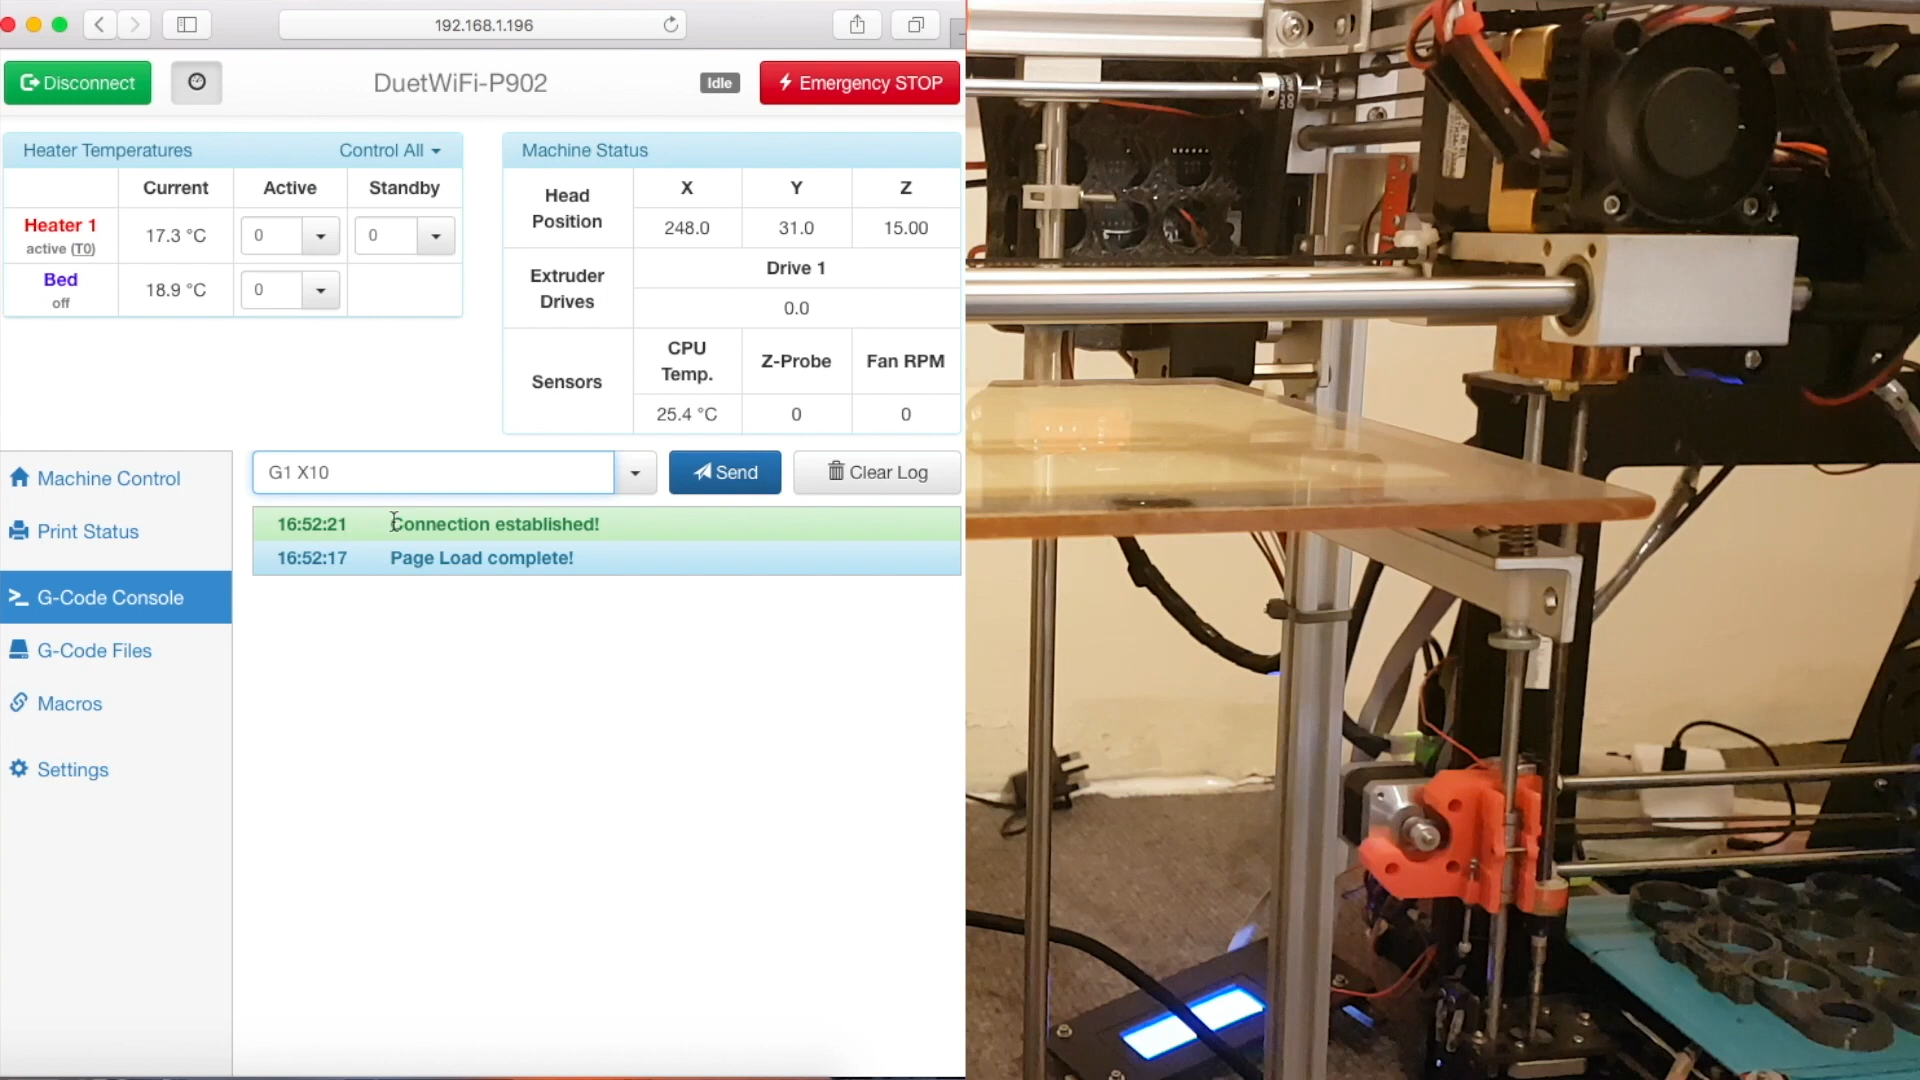 192.168.1.196
Disconnect
DuetWiFi-P902
Idle
Emergency STOP
Heater Temperatures
Control All
Machine Status
Current Active Standby
Heater 1
active (T0)
17.3 °C 0 0
Bed
off
18.9 °C 0
Head
Position
X Y Z
248.0 31.0 15.00
Extruder
Drives
Drive 1
0.0
Sensors
CPU
Temp.
Z-Probe Fan RPM
25.4 °C 0 0
Machine Control
Print Status
G-Code Console
G-Code Files
Macros
Settings
G1 X10
Send
Clear Log
16:52:21 Connection established!
16:52:17 Page Load complete!